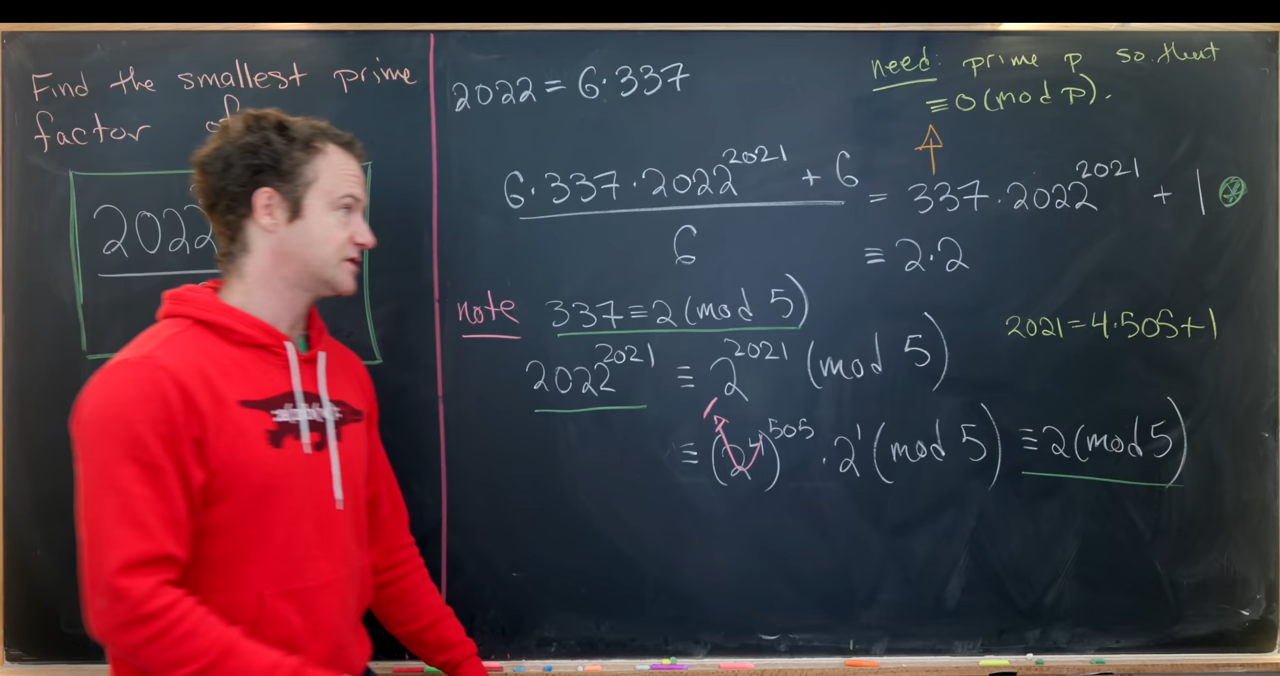 Find the smallest prime
factor of
2022
2022 = 6·337
need: prime p so that
≡ 0 (mod p).
6·337·2022^2021 + 6 / 6 = 337·2022^2021 + 1
≡ 2·2
note 337 ≡ 2 (mod 5)
2021 = 4·505 + 1
2022^2021 ≡ 2^2021 (mod 5)
≡ (2^4)^505 · 2^1 (mod 5) ≡ 2 (mod 5)
1